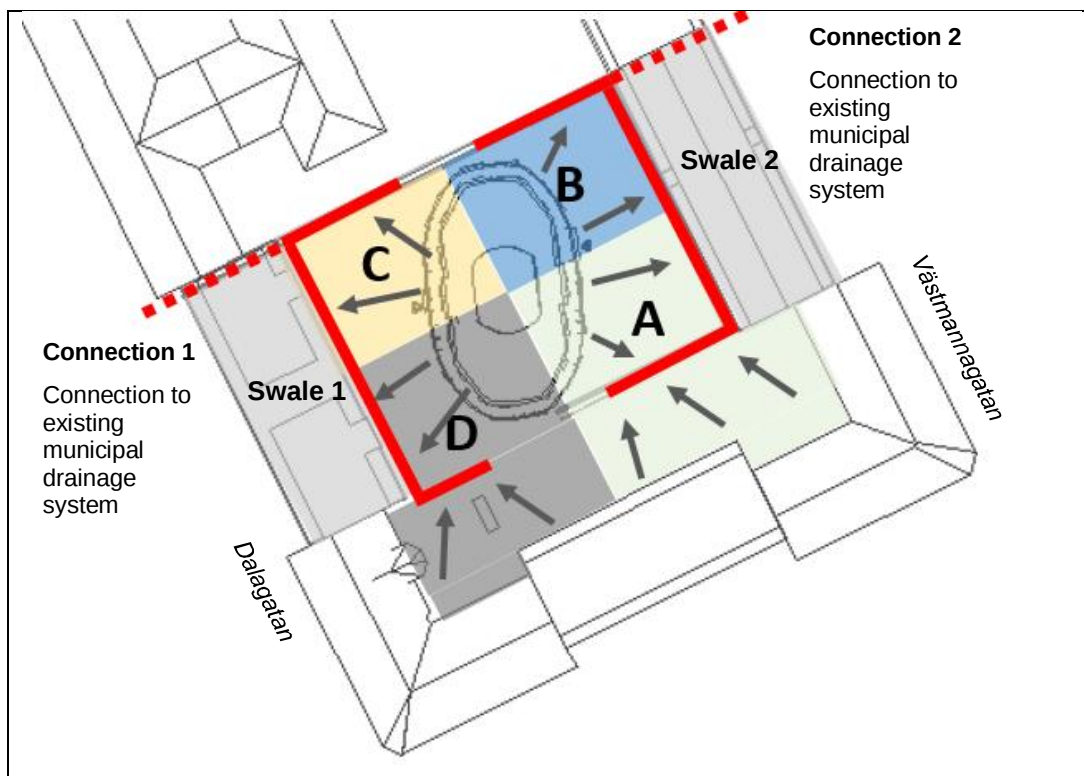 Connection 2
Connection to
existing
municipal
drainage
system
B
Swale 2
C
A
Västmannagatan
Connection 1
Connection to
existing
municipal
drainage
system
Swale 1
D
Dalagatan